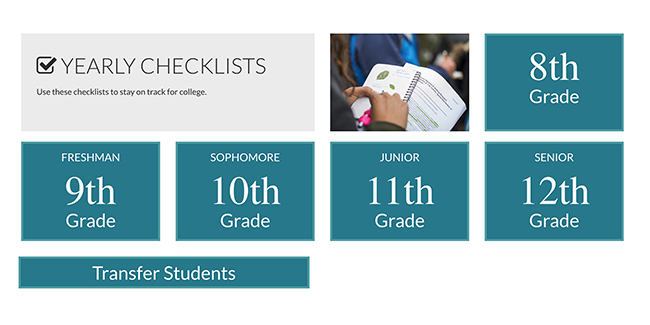 YEARLY CHECKLISTS
Use these checklists to stay on track for college.
8th
Grade
FRESHMAN
9th
Grade
SOPHOMORE
10th
Grade
JUNIOR
11th
Grade
SENIOR
12th
Grade
Transfer Students